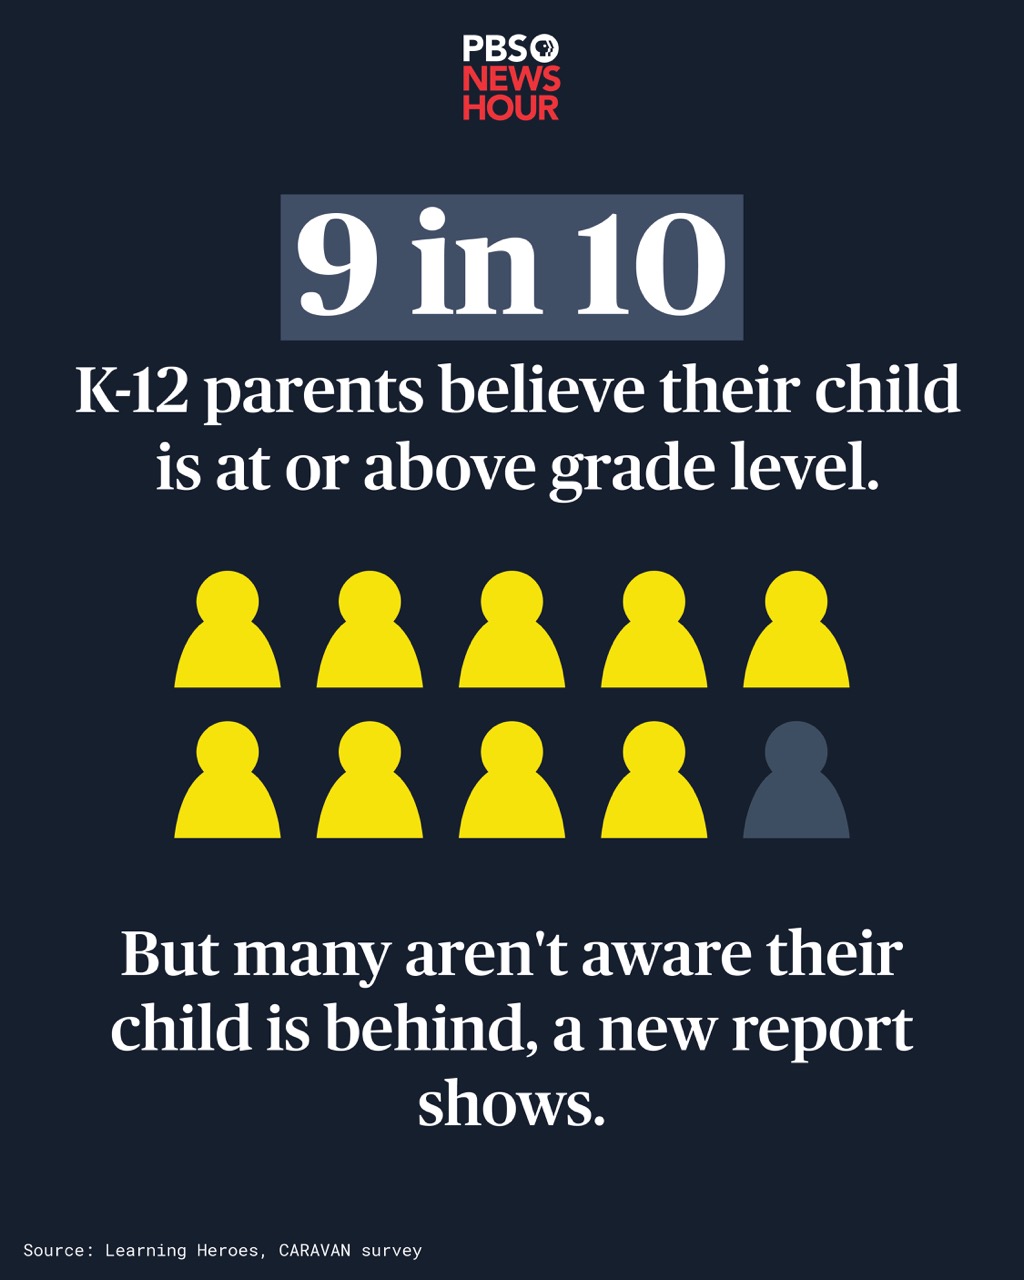 PBS
NEWS
HOUR
9 in 10
K-12 parents believe their child
is at or above grade level.
But many aren't aware their
child is behind, a new report
shows.
Source: Learning Heroes, CARAVAN survey